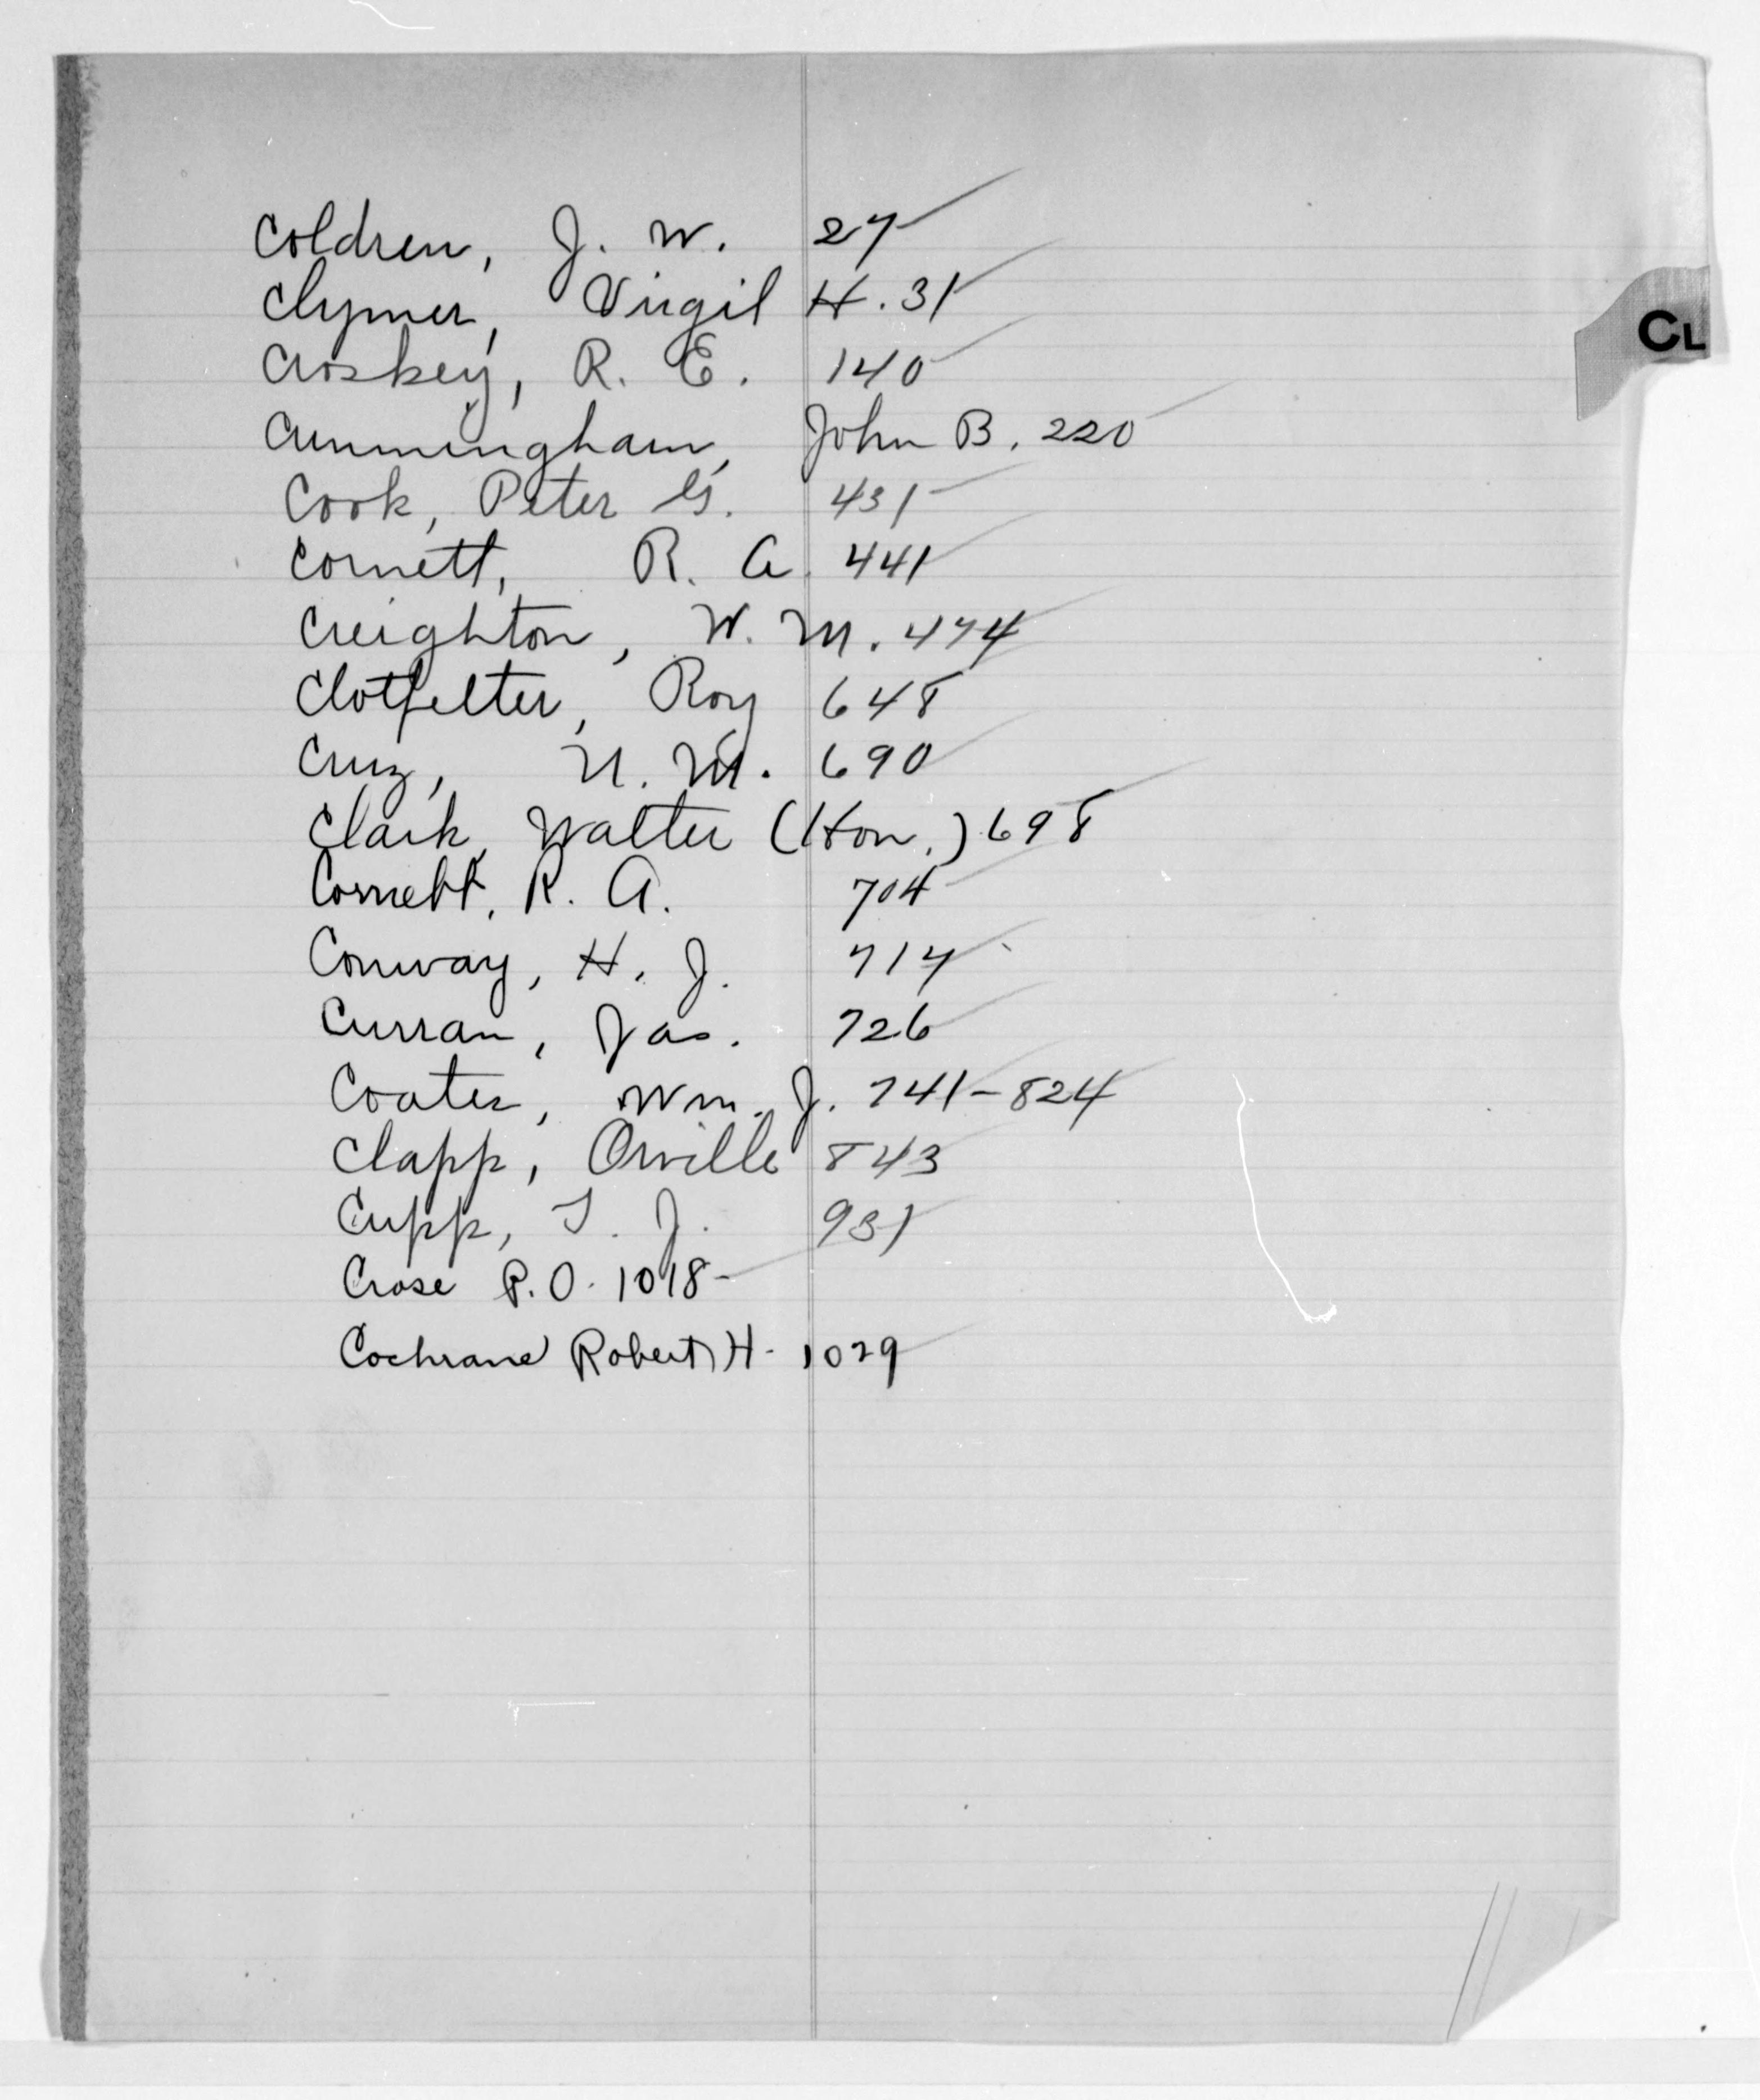 Coldren, J. W. 27
CL
Clymer, Virgil H. 31
Croskey, R. E. 140
Cunningham, John B. 220
Cook, Peter G. 431
Cornett, R. A. 441
Creighton, W. M. 474
Clotfelter, Roy 648
Cruz, N. M. 690
Clark, Walter (Hon.) 698
Cornett, R. A. 704
Conway, H. J. 717
Curran, Jas. 726
Coates, Wm. J. 741-824
Clapp, Orville 843
Cupp, T. J. 931
Crose P.O. 1018-
Cochrane Robert H- 1029